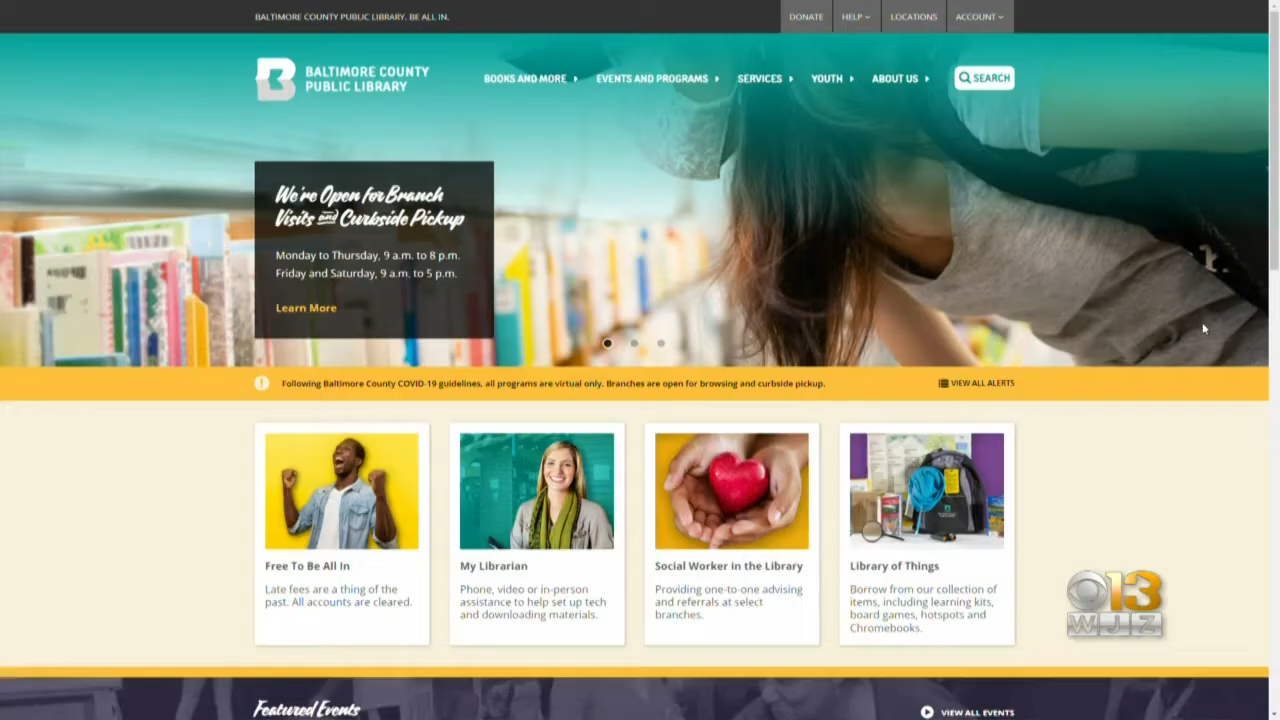 BALTIMORE COUNTY PUBLIC LIBRARY. BE ALL IN.
DONATE
HELP
LOCATIONS
ACCOUNT
BALTIMORE COUNTY
PUBLIC LIBRARY
BOOKS AND MORE
EVENTS AND PROGRAMS
SERVICES
YOUTH
ABOUT US
SEARCH
We're Open for Branch
Visits and Curbside Pickup
Monday to Thursday, 9 a.m. to 8 p.m.
Friday and Saturday, 9 a.m. to 5 p.m.
Learn More
Following Baltimore County COVID-19 guidelines, all programs are virtual only. Branches are open for browsing and curbside pickup.
VIEW ALL ALERTS
Free To Be All In
Late fees are a thing of the
past. All accounts are cleared.
My Librarian
Phone, video or in-person
assistance to help set up tech
and downloading materials.
Social Worker in the Library
Providing one-to-one advising
and referrals at select
branches.
Library of Things
Borrow from our collection of
items, including learning kits,
board games, hotspots and
Chromebooks.
13
WJZ
Featured Events
VIEW ALL EVENTS